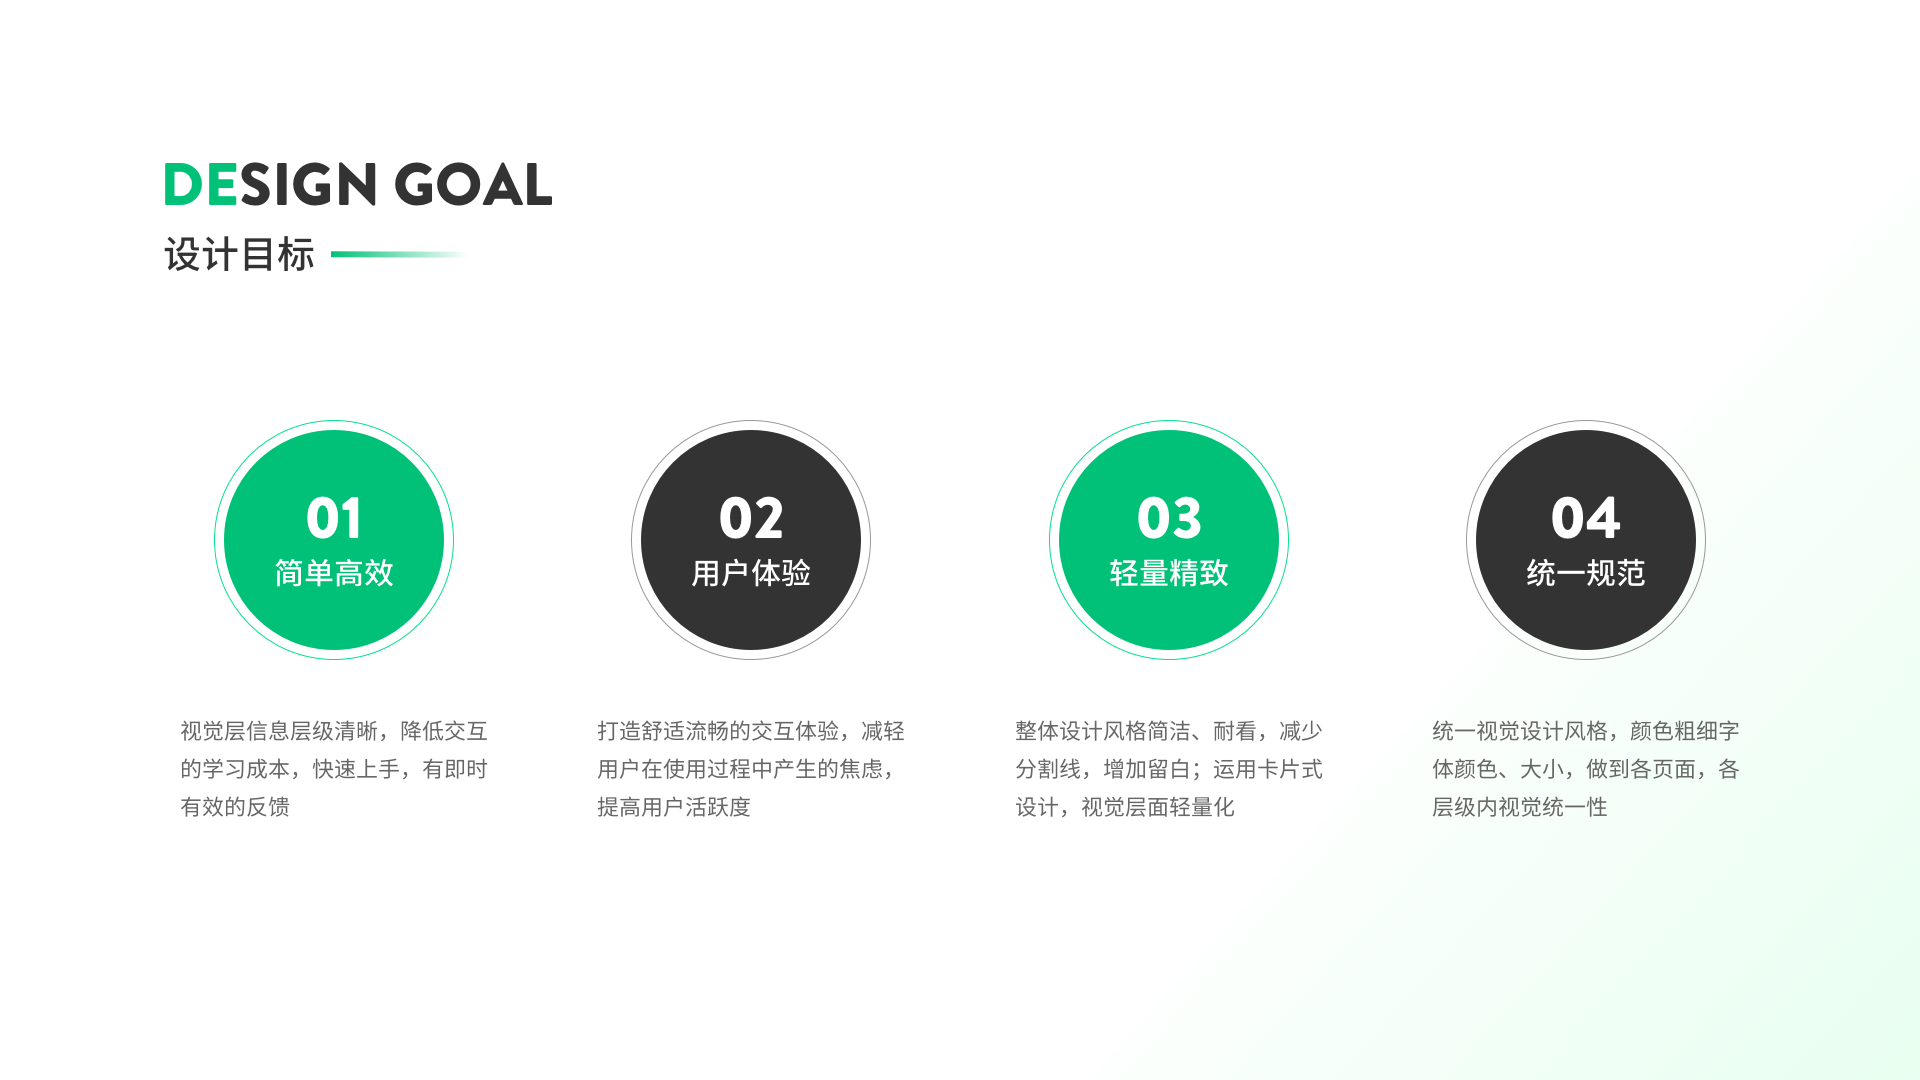 DESIGN GOAL
设计目标
01
简单高效
视觉层信息层级清晰，降低交互
的学习成本，快速上手，有即时
有效的反馈
02
用户体验
打造舒适流畅的交互体验，减轻
用户在使用过程中产生的焦虑，
提高用户活跃度
03
轻量精致
整体设计风格简洁、耐看，减少
分割线，增加留白；运用卡片式
设计，视觉层面轻量化
04
统一规范
统一视觉设计风格，颜色粗细字
体颜色、大小，做到各页面，各
层级内视觉统一性